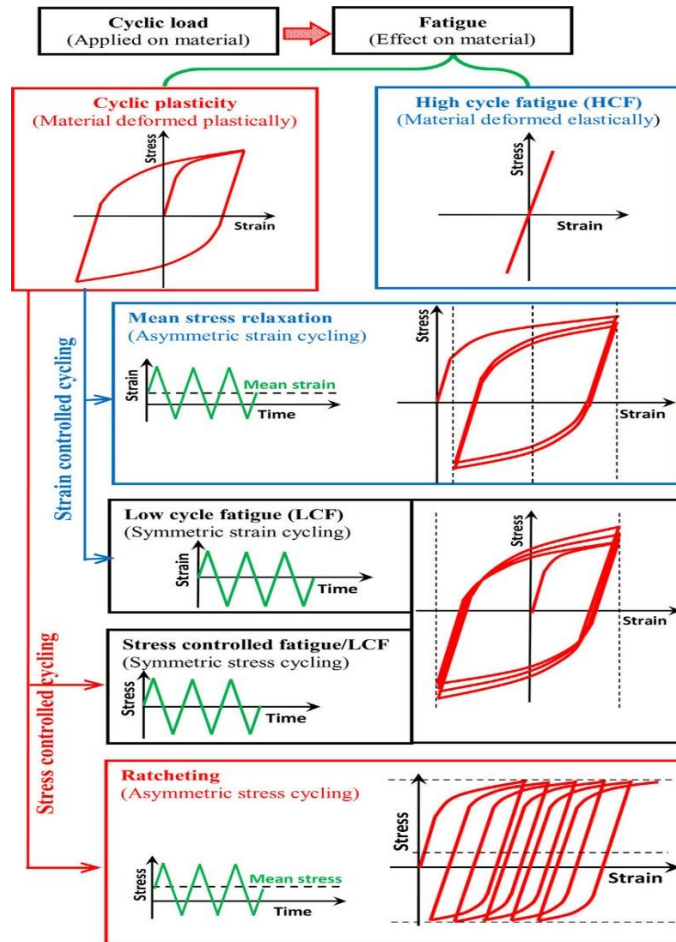 Cyclic load
(Applied on material)
Fatigue
(Effect on material)
Cyclic plasticity
(Material deformed plastically)
Stress
Strain
High cycle fatigue (HCF)
(Material deformed elastically)
Stress
Strain
Strain controlled cycling
Stress controlled cycling
Mean stress relaxation
(Asymmetric strain cycling)
Strain
Mean strain
Time
Stress
Strain
Low cycle fatigue (LCF)
(Symmetric strain cycling)
Strain
Time
Stress
Strain
Stress controlled fatigue/LCF
(Symmetric stress cycling)
Stress
Time
Ratcheting
(Asymmetric stress cycling)
Stress
Mean stress
Time
Stress
Strain